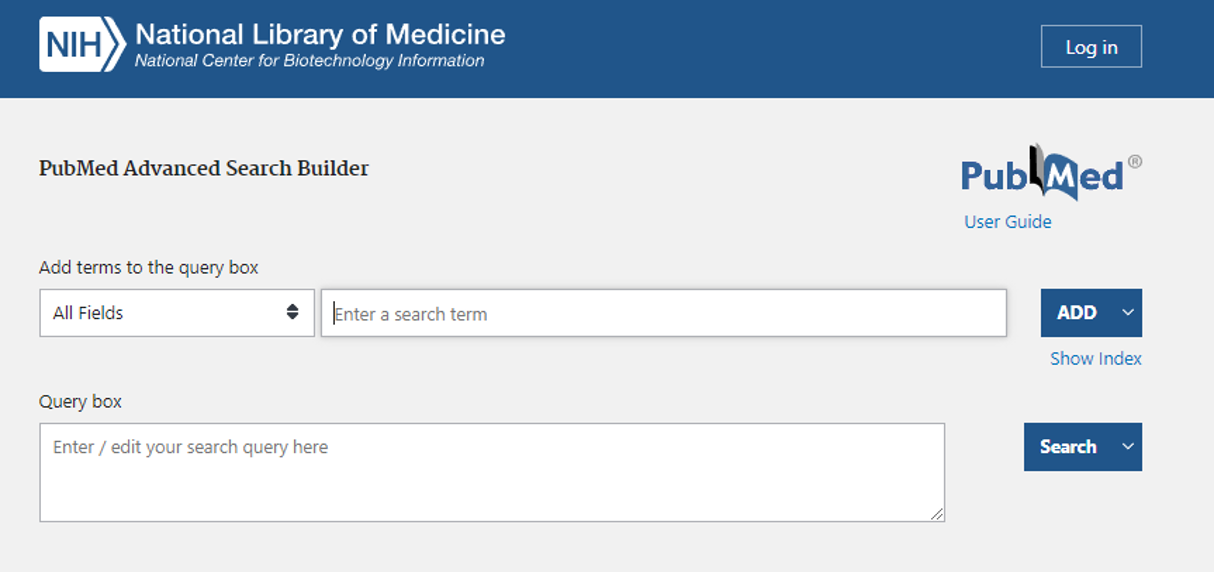 NIH National Library of Medicine
National Center for Biotechnology Information
Log in
PubMed Advanced Search Builder
PubMed®
User Guide
Add terms to the query box
All Fields
Enter a search term
ADD
Show Index
Query box
Enter / edit your search query here
Search